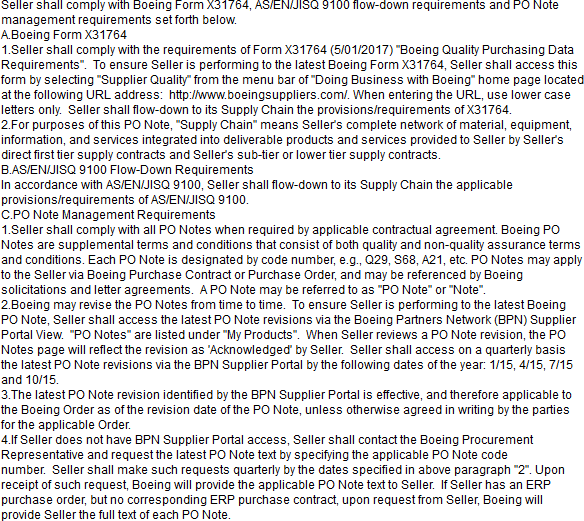 Seller shall comply with Boeing Form X31764, AS/EN/JISQ 9100 flow-down requirements and PO Note
management requirements set forth below.
A.Boeing Form X31764
1.Seller shall comply with the requirements of Form X31764 (5/01/2017) "Boeing Quality Purchasing Data
Requirements".  To ensure Seller is performing to the latest Boeing Form X31764, Seller shall access this
form by selecting "Supplier Quality" from the menu bar of "Doing Business with Boeing" home page located
at the following URL address:  http://www.boeingsuppliers.com/. When entering the URL, use lower case
letters only.  Seller shall flow-down to its Supply Chain the provisions/requirements of X31764.
2.For purposes of this PO Note, "Supply Chain" means Seller's complete network of material, equipment,
information, and services integrated into deliverable products and services provided to Seller by Seller's
direct first tier supply contracts and Seller's sub-tier or lower tier supply contracts.
B.AS/EN/JISQ 9100 Flow-Down Requirements
In accordance with AS/EN/JISQ 9100, Seller shall flow-down to its Supply Chain the applicable
provisions/requirements of AS/EN/JISQ 9100.
C.PO Note Management Requirements
1.Seller shall comply with all PO Notes when required by applicable contractual agreement. Boeing PO
Notes are supplemental terms and conditions that consist of both quality and non-quality assurance terms
and conditions. Each PO Note is designated by code number, e.g., Q29, S68, A21, etc. PO Notes may apply
to the Seller via Boeing Purchase Contract or Purchase Order, and may be referenced by Boeing
solicitations and letter agreements.  A PO Note may be referred to as "PO Note" or "Note".
2.Boeing may revise the PO Notes from time to time.  To ensure Seller is performing to the latest Boeing
PO Note, Seller shall access the latest PO Note revisions via the Boeing Partners Network (BPN) Supplier
Portal View.  "PO Notes" are listed under "My Products".  When Seller reviews a PO Note revision, the PO
Notes page will reflect the revision as 'Acknowledged' by Seller.  Seller shall access on a quarterly basis
the latest PO Note revisions via the BPN Supplier Portal by the following dates of the year: 1/15, 4/15, 7/15
and 10/15.
3.The latest PO Note revision identified by the BPN Supplier Portal is effective, and therefore applicable to
the Boeing Order as of the revision date of the PO Note, unless otherwise agreed in writing by the parties
for the applicable Order.
4.If Seller does not have BPN Supplier Portal access, Seller shall contact the Boeing Procurement
Representative and request the latest PO Note text by specifying the applicable PO Note code
number.  Seller shall make such requests quarterly by the dates specified in above paragraph "2". Upon
receipt of such request, Boeing will provide the applicable PO Note text to Seller.  If Seller has an ERP
purchase order, but no corresponding ERP purchase contract, upon request from Seller, Boeing will
provide Seller the full text of each PO Note.